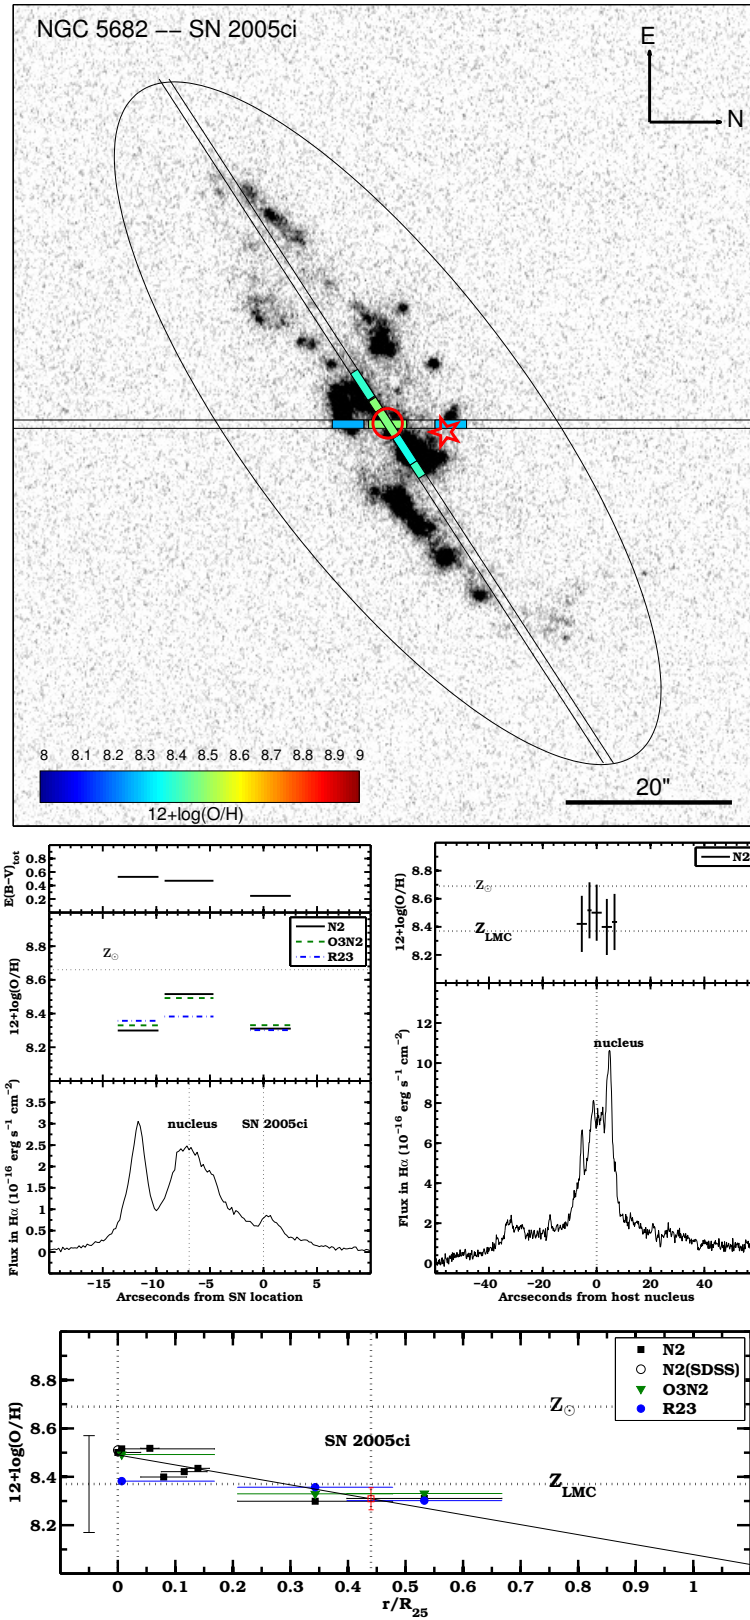 NGC 5682 −− SN 2005ci
E
N
8 8.1 8.2 8.3 8.4 8.5 8.6 8.7 8.8 8.9 9
12+log(O/H)
20"
E(B−V)tot
0.8
0.6
0.4
0.2
12+log(O/H)
8.8
8.6
8.4
8.2
Z☉
N2
O3N2
R23
Flux in Hα (10−16 erg s−1 cm−2)
3.5
3
2.5
2
1.5
1
0.5
0
nucleus
SN 2005ci
−15 −10 −5 0 5
Arcseconds from SN location
12+log(O/H)
8.8
8.6
8.4
8.2
Z☉
ZLMC
N2
Flux in Hα (10−16 erg s−1 cm−2)
12
10
8
6
4
2
0
nucleus
−40 −20 0 20 40
Arcseconds from host nucleus
12+log(O/H)
8.8
8.6
8.4
8.2
SN 2005ci
Z☉
ZLMC
N2
N2(SDSS)
O3N2
R23
0 0.1 0.2 0.3 0.4 0.5 0.6 0.7 0.8 0.9 1
r/R25